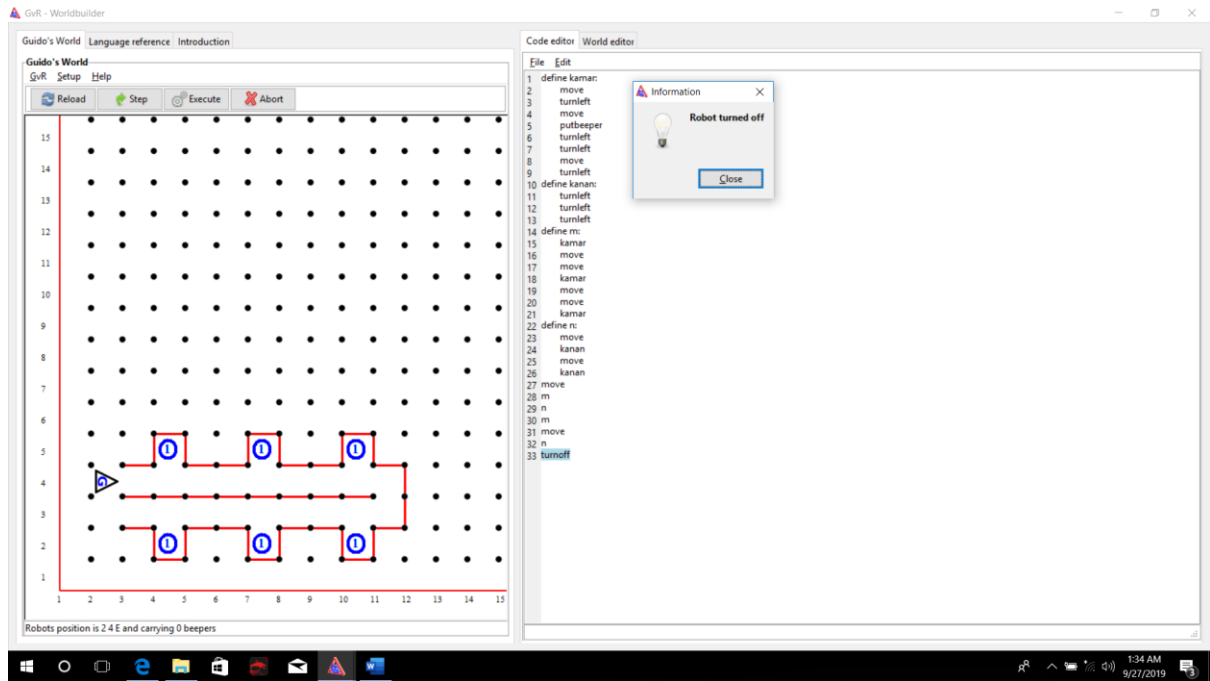 GvR - Worldbuilder
Guido's World Language reference Introduction
Guido's World
GvR Setup Help
Reload Step Execute Abort
15
14
13
12
11
10
9
8
7
6
5
4
3
2
1
1 2 3 4 5 6 7 8 9 10 11 12 13 14 15
1 1 1
G
1 1 1
Robots position is 2 4 E and carrying 0 beepers
Code editor World editor
File Edit
1 define kamar:
2 move
3 turnleft
4 move
5 putbeeper
6 turnleft
7 turnleft
8 move
9 turnleft
10 define kanan:
11 turnleft
12 turnleft
13 turnleft
14 define m:
15 kamar
16 move
17 move
18 kamar
19 move
20 move
21 kamar
22 define n:
23 move
24 kanan
25 move
26 kanan
27 move
28 m
29 n
30 m
31 move
32 n
33 turnoff
Information
Robot turned off
Close
1:34 AM
9/27/2019
3